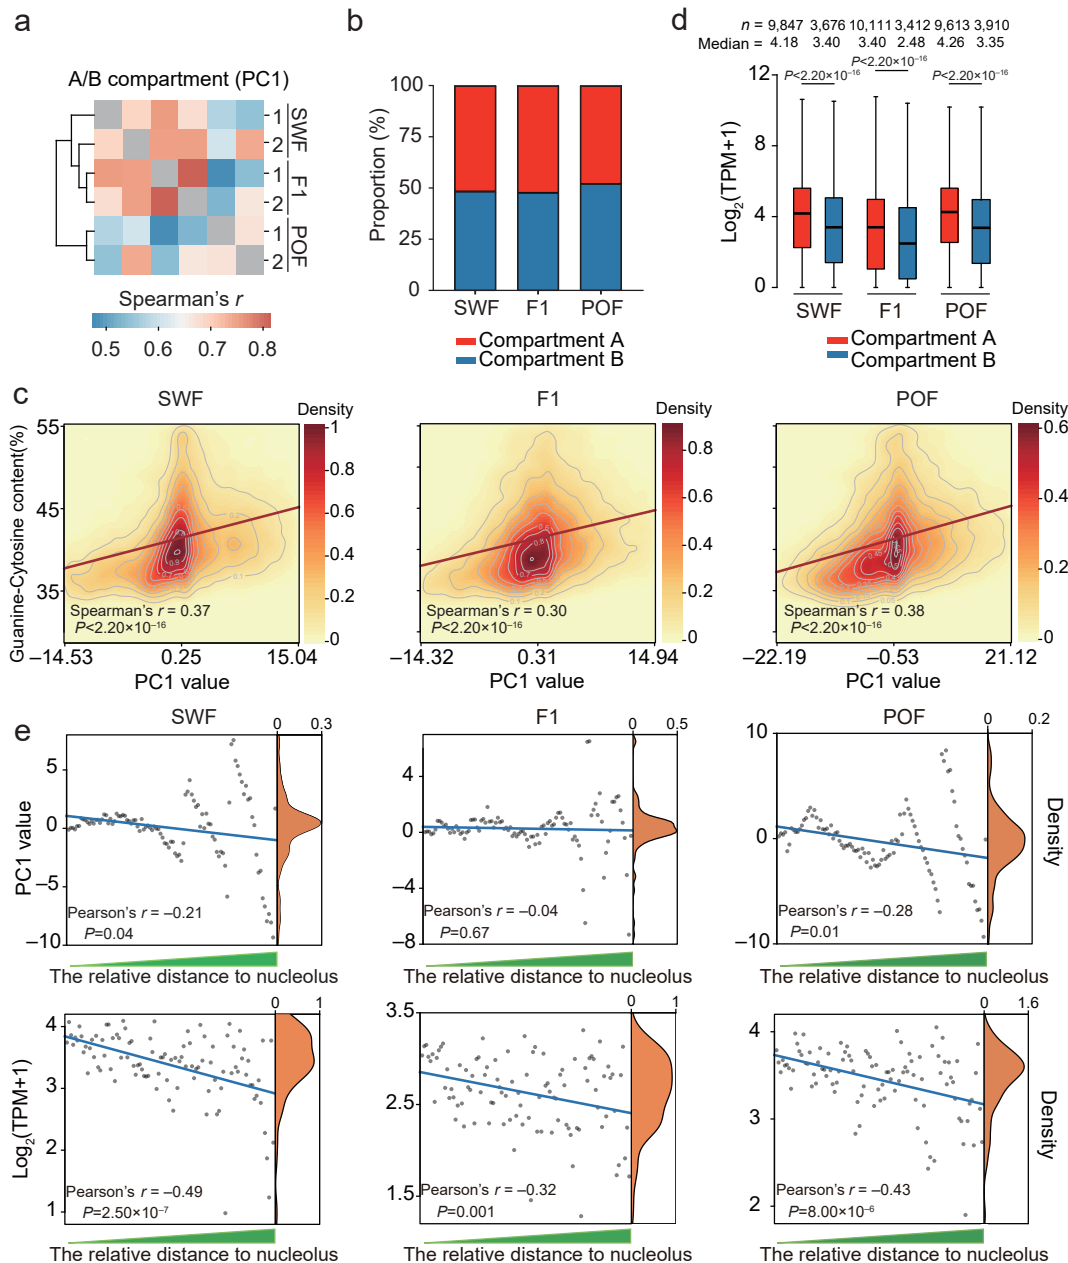 a
A/B compartment (PC1)
1
2
SWF
1
2
F1
1
2
POF
Spearman's r
0.5 0.6 0.7 0.8
b
Proportion (%)
100
75
50
25
0
SWF F1 POF
Compartment A
Compartment B
d
n = 9,847 3,676 10,111 3,412 9,613 3,910
Median = 4.18 3.40 3.40 2.48 4.26 3.35
P<2.20×10⁻¹⁶ P<2.20×10⁻¹⁶ P<2.20×10⁻¹⁶
Log₂(TPM+1)
12
8
4
0
SWF F1 POF
Compartment A
Compartment B
c
SWF
Density
Guanine-Cytosine content(%)
55
45
35
1
0.8
0.6
0.4
0.2
0
Spearman's r = 0.37
P<2.20×10⁻¹⁶
–14.53 0.25 15.04
PC1 value
F1
Density
0.8
0.6
0.4
0.2
0
Spearman's r = 0.30
P<2.20×10⁻¹⁶
–14.32 0.31 14.94
PC1 value
POF
Density
0.6
0.4
0.2
0
Spearman's r = 0.38
P<2.20×10⁻¹⁶
–22.19 –0.53 21.12
PC1 value
e
SWF
0 0.3
PC1 value
5
0
–5
–10
Pearson's r = –0.21
P=0.04
The relative distance to nucleolus
F1
0 0.5
4
0
–4
–8
Pearson's r = –0.04
P=0.67
The relative distance to nucleolus
POF
0 0.2
10
0
–10
Density
Pearson's r = –0.28
P=0.01
The relative distance to nucleolus
0 1
Log₂(TPM+1)
4
3
2
1
Pearson's r = –0.49
P=2.50×10⁻⁷
The relative distance to nucleolus
0 1
3.5
2.5
1.5
Pearson's r = –0.32
P=0.001
The relative distance to nucleolus
0 1.6
4
3
2
Density
Pearson's r = –0.43
P=8.00×10⁻⁶
The relative distance to nucleolus